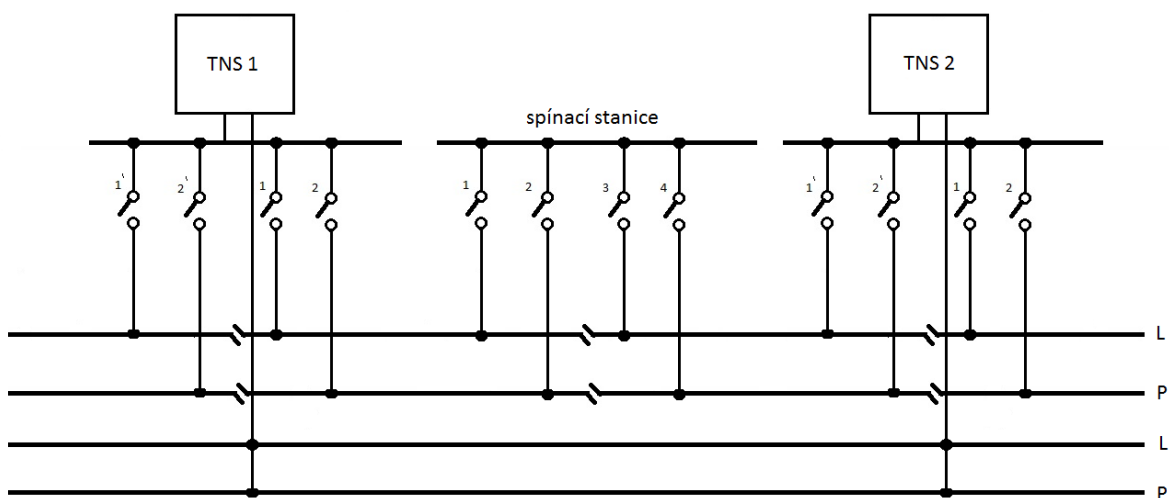 TNS 1
TNS 2
spínací stanice
1' 2' 1 2
1 2 3 4
1' 2' 1 2
L
P
L
P